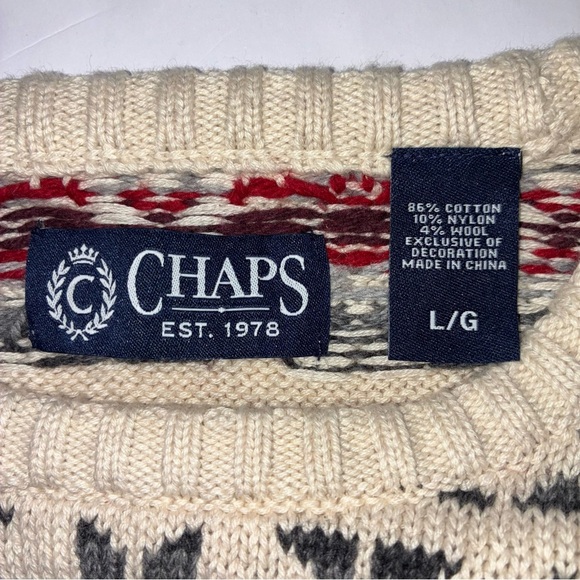 C
CHAPS
EST. 1978
86% COTTON
10% NYLON
4% WOOL
EXCLUSIVE OF
DECORATION
MADE IN CHINA
L/G